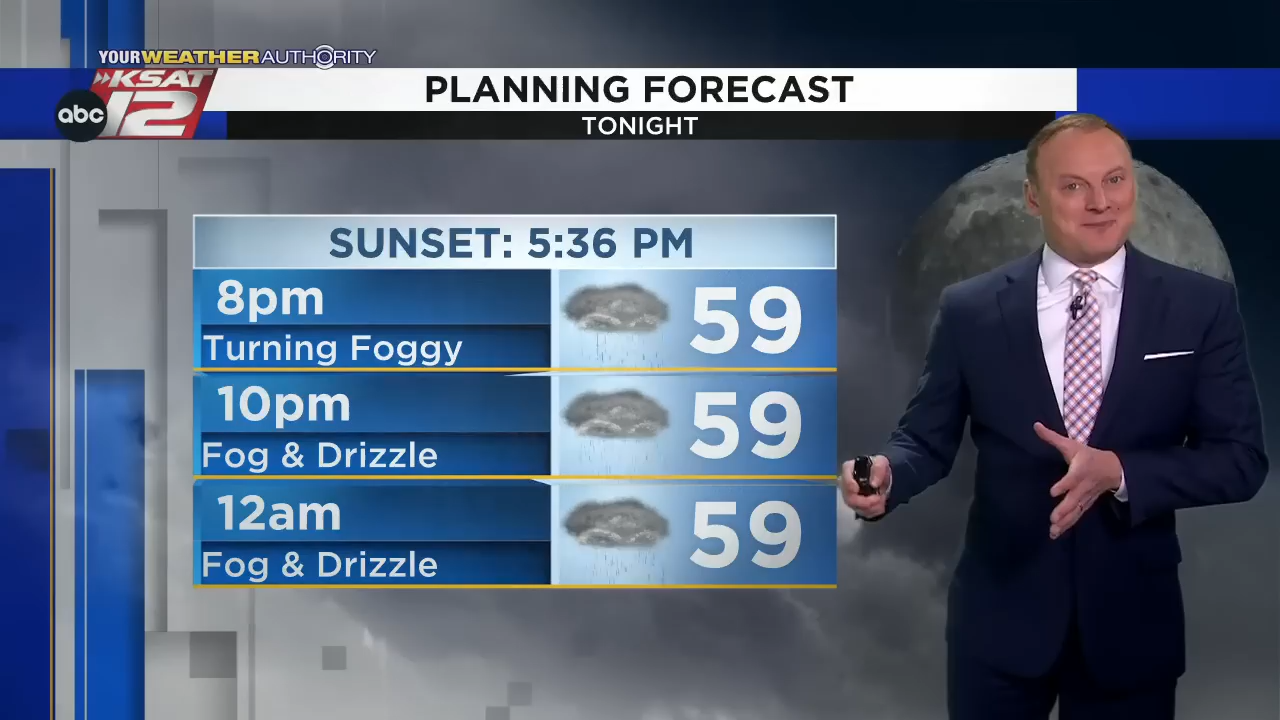 YOURWEATHERAUTHORITY
KSAT
abc 12
PLANNING FORECAST
TONIGHT
SUNSET: 5:36 PM
8pm
Turning Foggy
59
10pm
Fog & Drizzle
59
12am
Fog & Drizzle
59